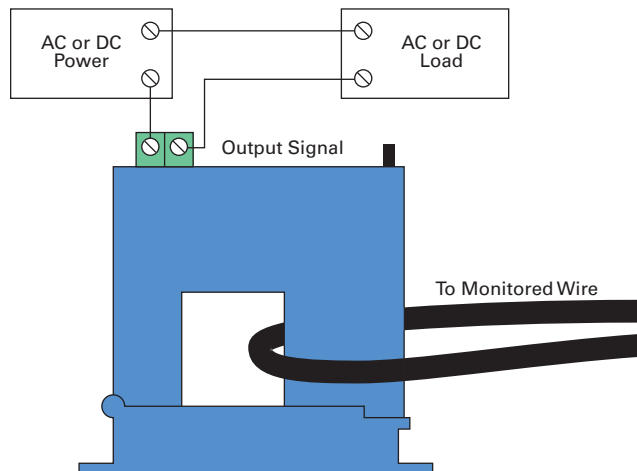 AC or DC
Power
AC or DC
Load
Output Signal
To Monitored Wire